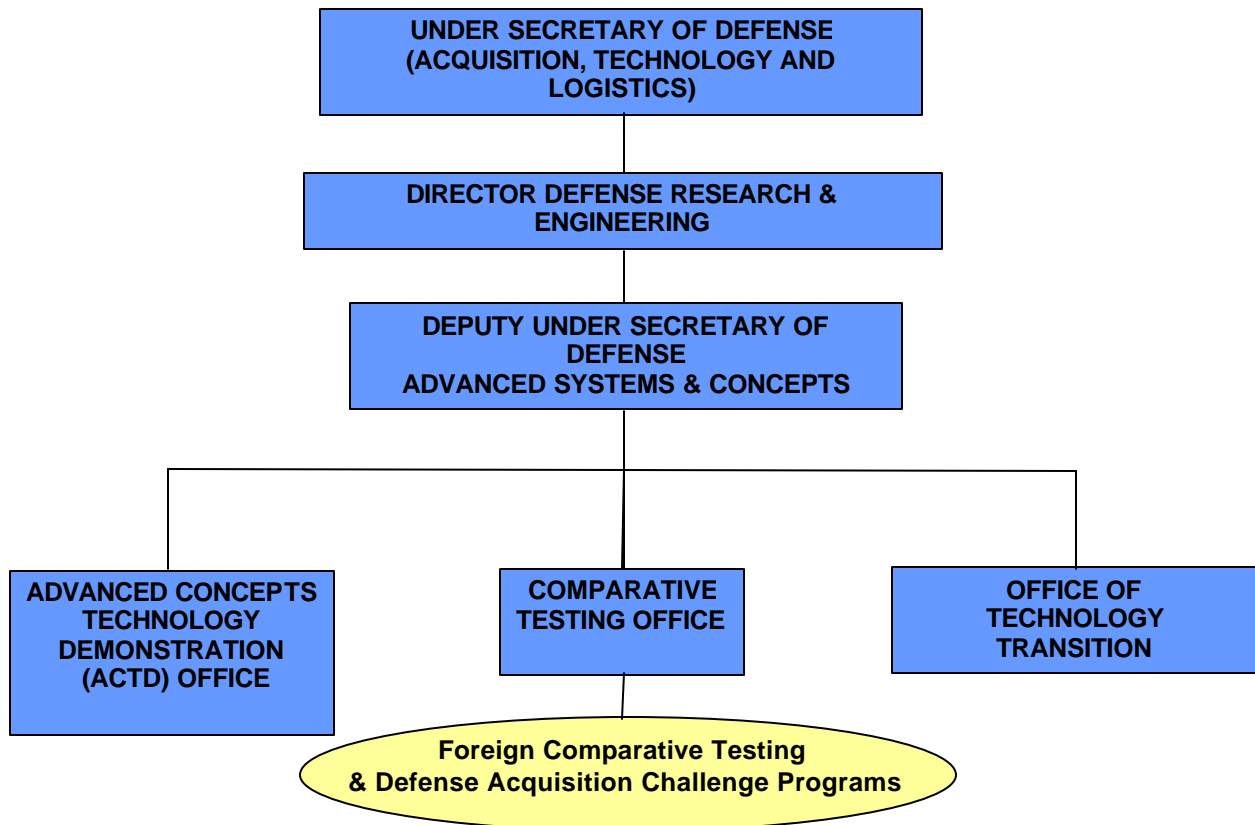 UNDER SECRETARY OF DEFENSE
(ACQUISITION, TECHNOLOGY AND
LOGISTICS)
DIRECTOR DEFENSE RESEARCH &
ENGINEERING
DEPUTY UNDER SECRETARY OF
DEFENSE
ADVANCED SYSTEMS & CONCEPTS
ADVANCED CONCEPTS
TECHNOLOGY
DEMONSTRATION
(ACTD) OFFICE
COMPARATIVE
TESTING OFFICE
OFFICE OF
TECHNOLOGY
TRANSITION
Foreign Comparative Testing
& Defense Acquisition Challenge Programs